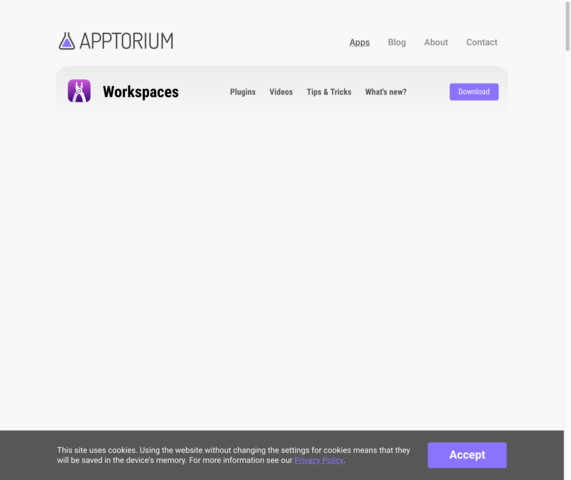 APPTORIUM
Apps Blog About Contact
Workspaces
Plugins Videos Tips & Tricks What's new? Download
This site uses cookies. Using the website without changing the settings for cookies means that they
will be saved in the device's memory. For more information see our Privacy Policy.
Accept